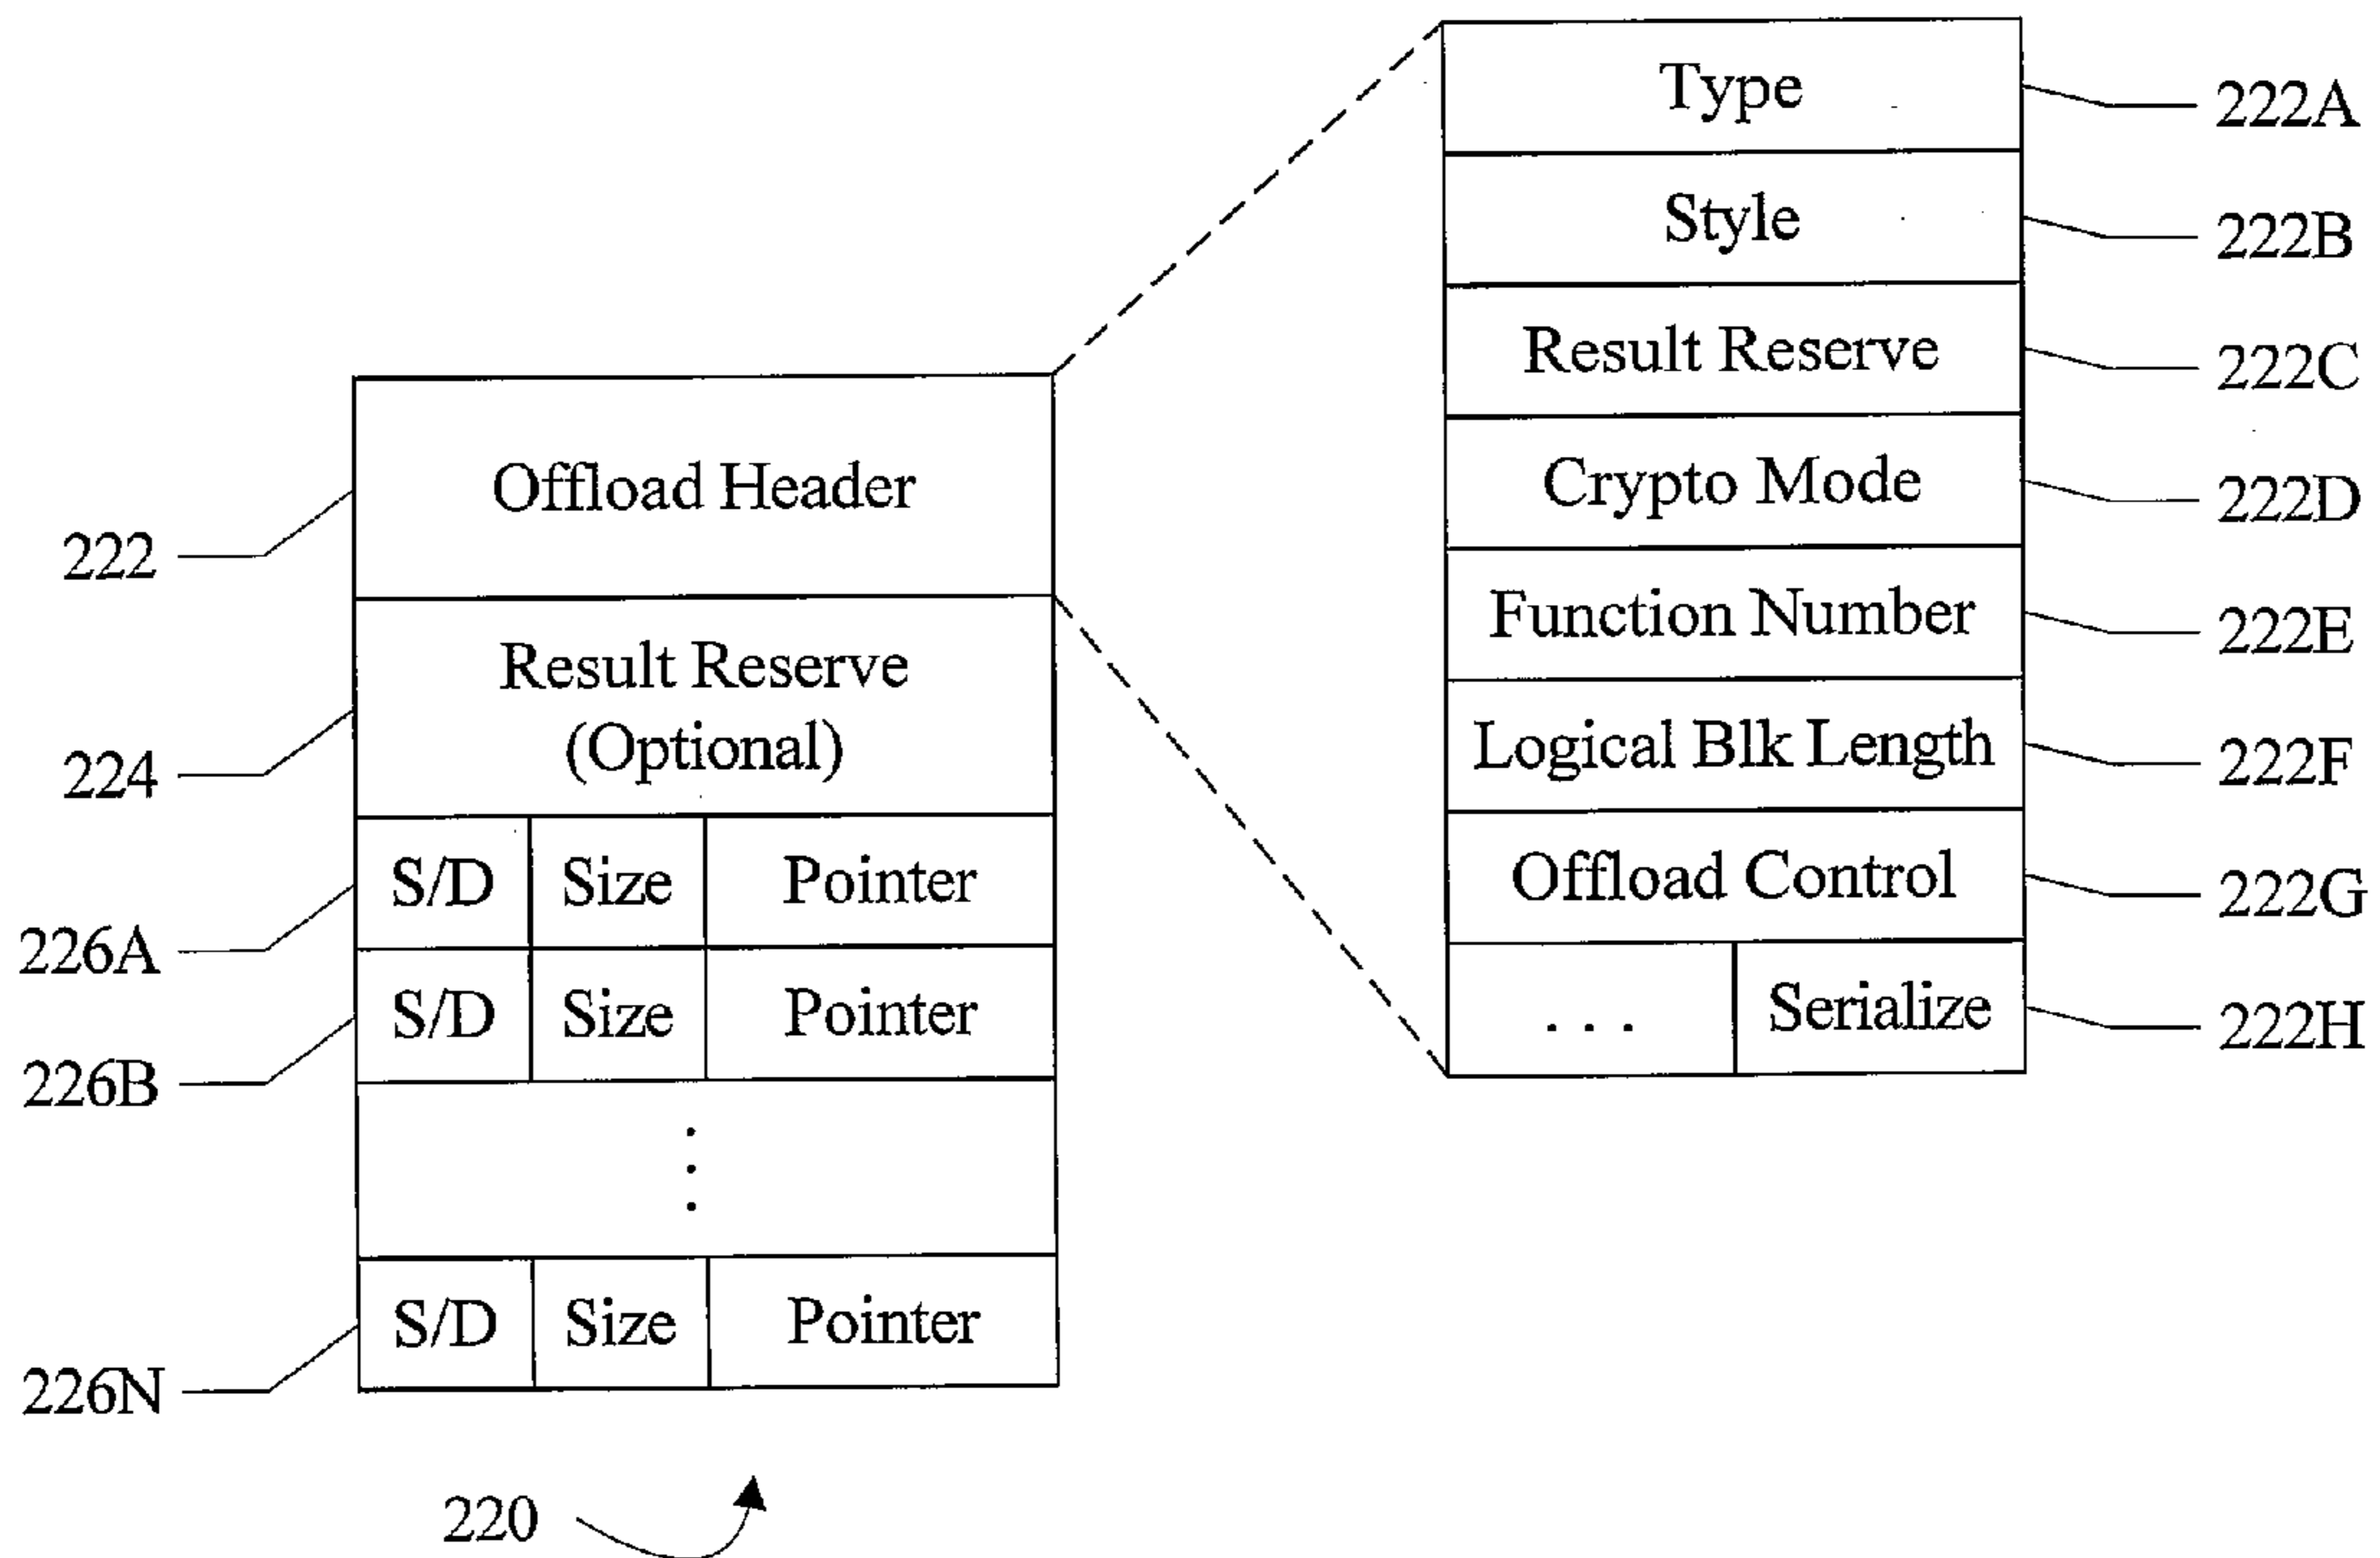 Offload Header
222
Result Reserve
(Optional)
224
S/D Size Pointer
226A
S/D Size Pointer
226B
⋮
S/D Size Pointer
226N
220
Type
222A
Style
222B
Result Reserve
222C
Crypto Mode
222D
Function Number
222E
Logical Blk Length
222F
Offload Control
222G
. . . Serialize
222H